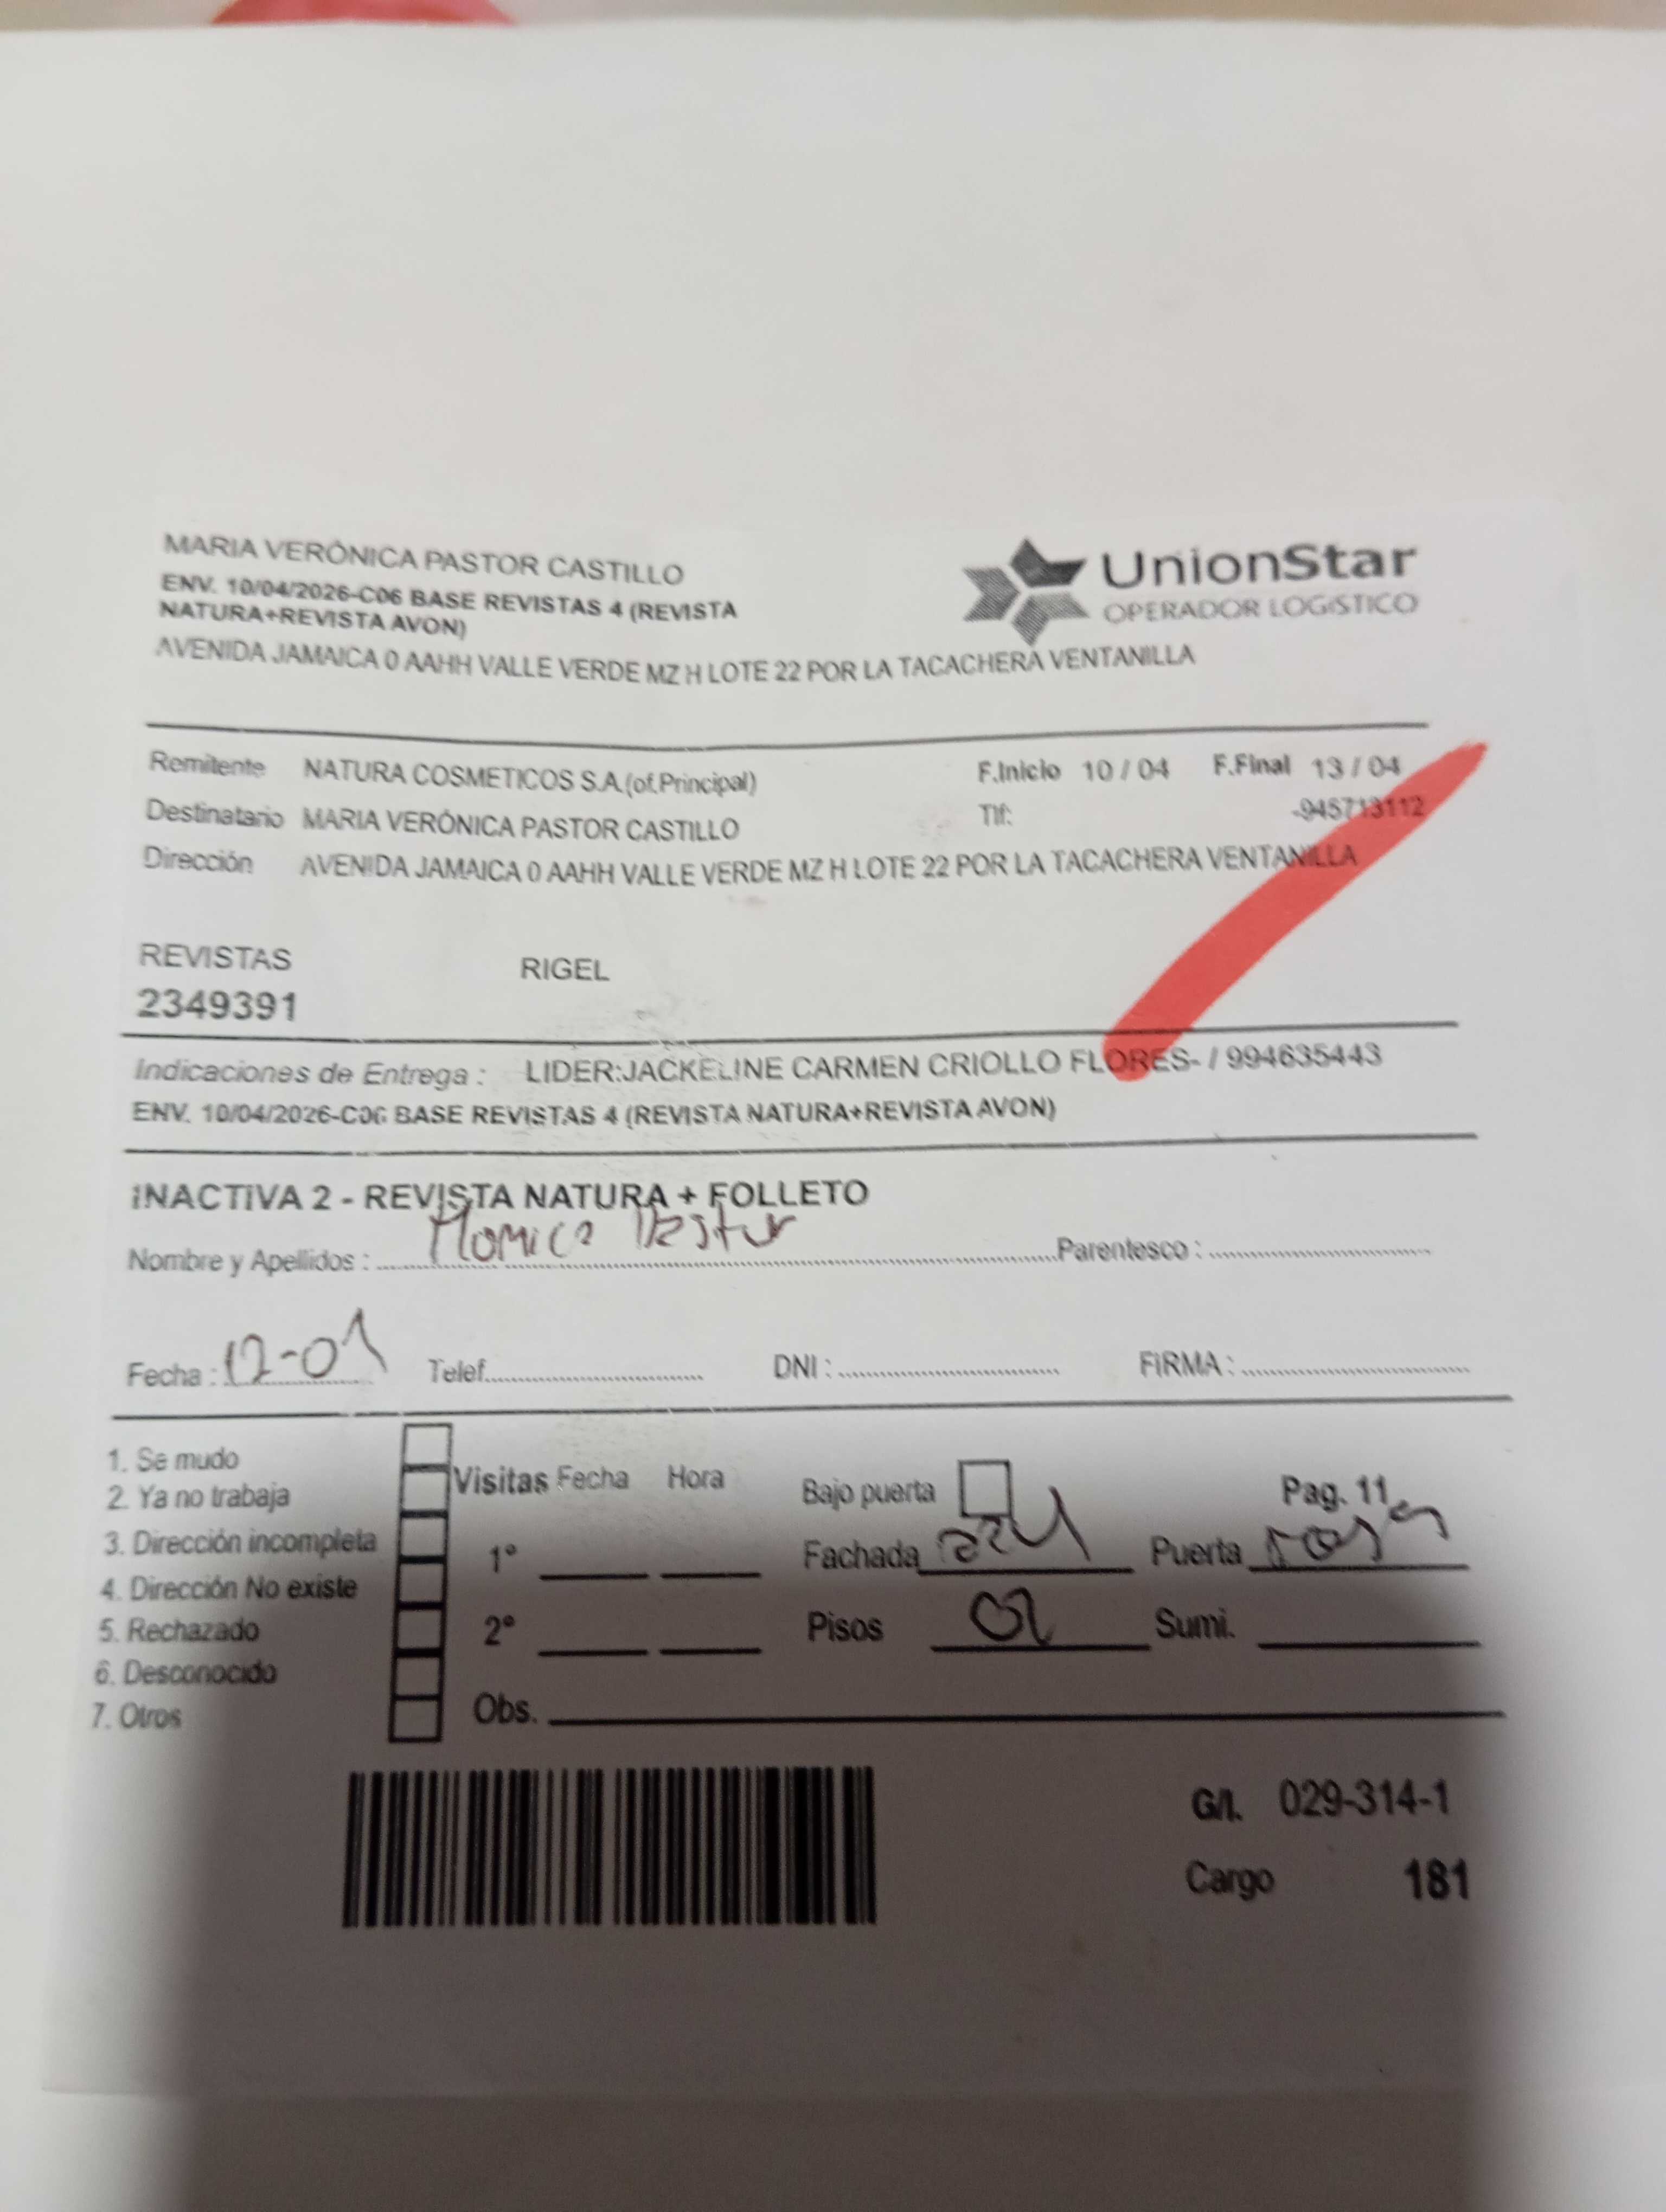 MARIA VERÓNICA PASTOR CASTILLO
ENV. 10/04/2026-C06 BASE REVISTAS 4 (REVISTA
NATURA+REVISTA AVON)
AVENIDA JAMAICA 0 AAHH VALLE VERDE MZ H LOTE 22 POR LA TACACHERA VENTANILLA
UnionStar
OPERADOR LOGíSTICO
Remitente NATURA COSMETICOS S.A.(of.Principal) F.Inicio 10 / 04 F.Final 13 / 04
Destinatario MARIA VERÓNICA PASTOR CASTILLO Tlf: -945713112
Dirección AVENIDA JAMAICA 0 AAHH VALLE VERDE MZ H LOTE 22 POR LA TACACHERA VENTANILLA
REVISTAS RIGEL
2349391
Indicaciones de Entrega : LIDER:JACKELINE CARMEN CRIOLLO FLORES- / 994635443
ENV. 10/04/2026-C06 BASE REVISTAS 4 (REVISTA NATURA+REVISTA AVON)
INACTIVA 2 - REVISTA NATURA + FOLLETO
Nombre y Apellidos : Monica Pastur Parentesco :
Fecha : 12-04 Telef. DNI : FIRMA :
1. Se mudo
2. Ya no trabaja
3. Dirección incompleta
4. Dirección No existe
5. Rechazado
6. Desconocido
7. Otros
Visitas Fecha Hora
1°
2°
Obs.
Bajo puerta Pag. 11
Fachada Puerta
Pisos 02 Sumi.
G/I. 029-314-1
Cargo 181